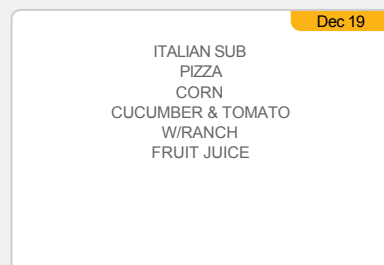 Dec 19
ITALIAN SUB
PIZZA
CORN
CUCUMBER & TOMATO
W/RANCH
FRUIT JUICE